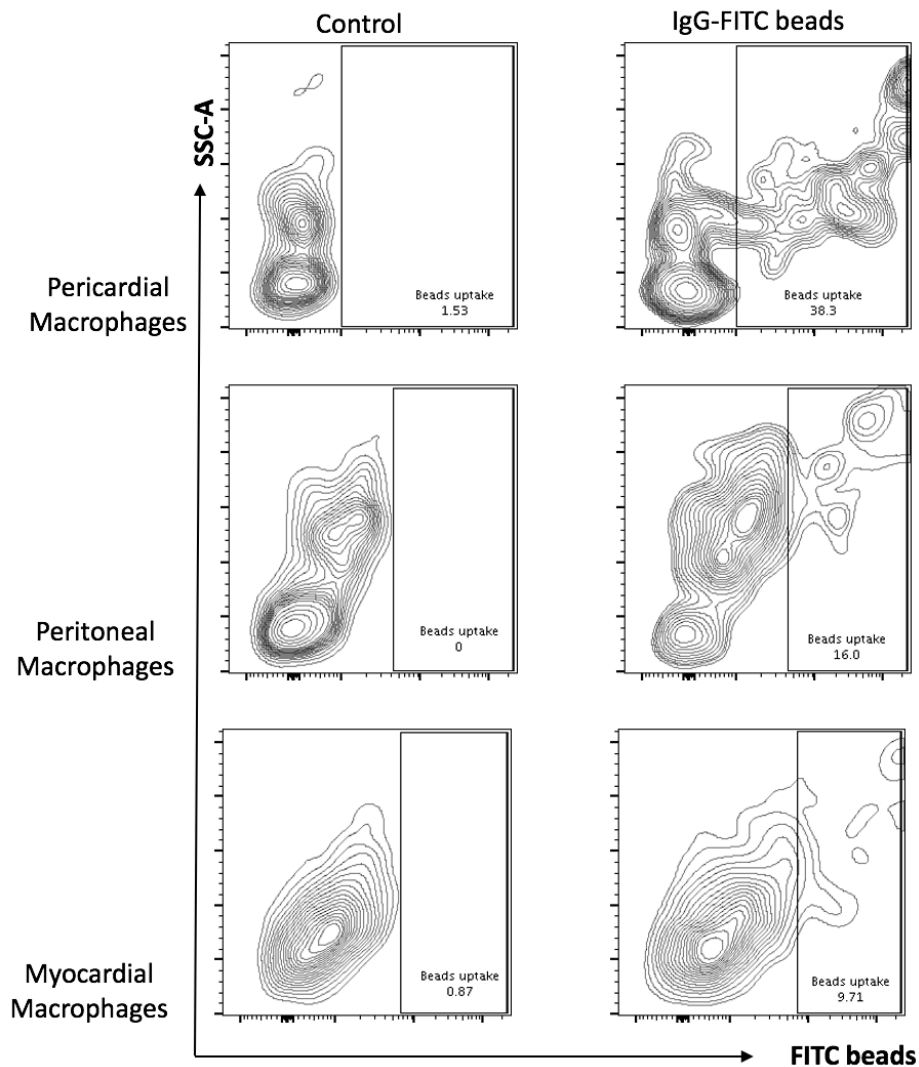 Control
IgG-FITC beads
SSC-A
Pericardial
Macrophages
Beads uptake
1.53
Beads uptake
38.3
Peritoneal
Macrophages
Beads uptake
0
Beads uptake
16.0
Myocardial
Macrophages
Beads uptake
0.87
Beads uptake
9.71
FITC beads